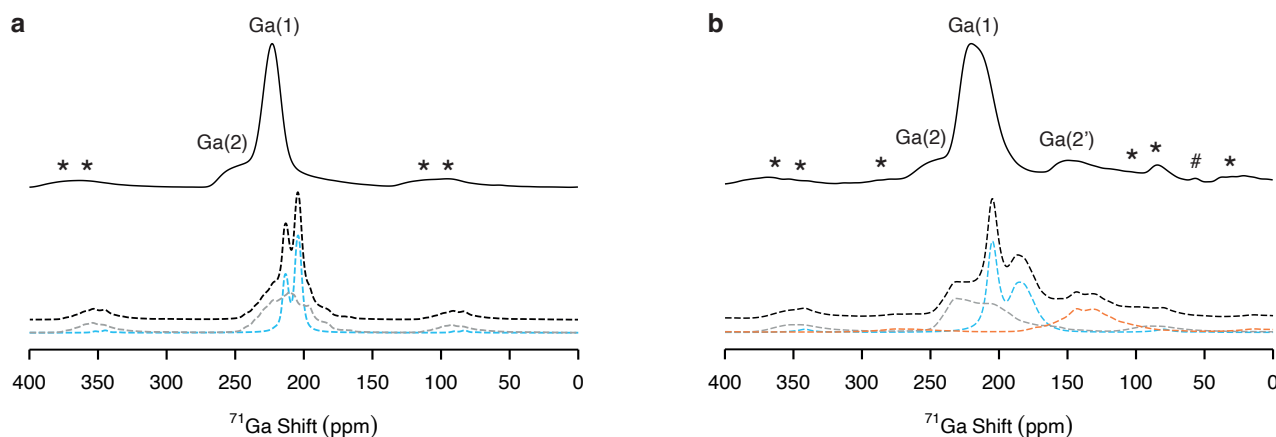 a
Ga(1)
Ga(2)
* *
* *
400 350 300 250 200 150 100 50 0
⁷¹Ga Shift (ppm)
b
Ga(1)
Ga(2)
Ga(2')
* *
*
* *
#
*
400 350 300 250 200 150 100 50 0
⁷¹Ga Shift (ppm)